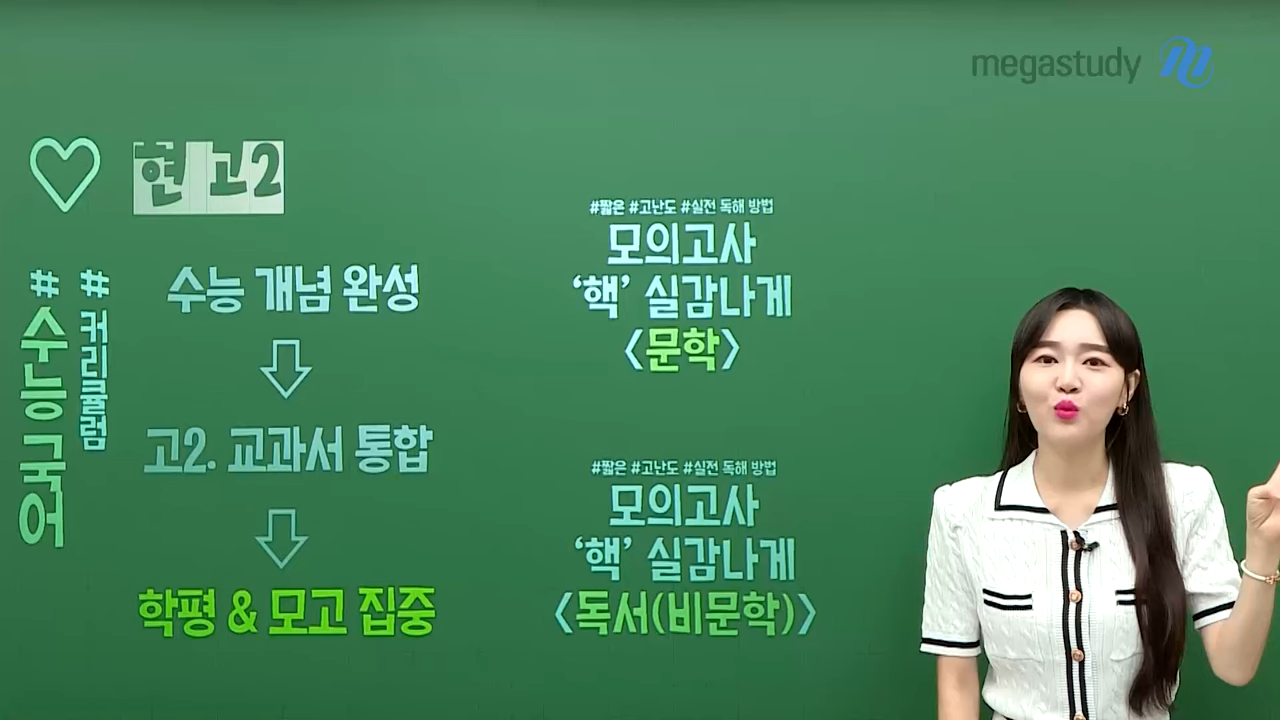 megastudy
현 고2
#수능국어
#커리큘럼
수능 개념 완성
고2. 교과서 통합
학평 & 모고 집중
#짧은 #고난도 #실전 독해 방법
모의고사
‘핵’ 실감나게
<문학>
#짧은 #고난도 #실전 독해 방법
모의고사
‘핵’ 실감나게
<독서(비문학)>